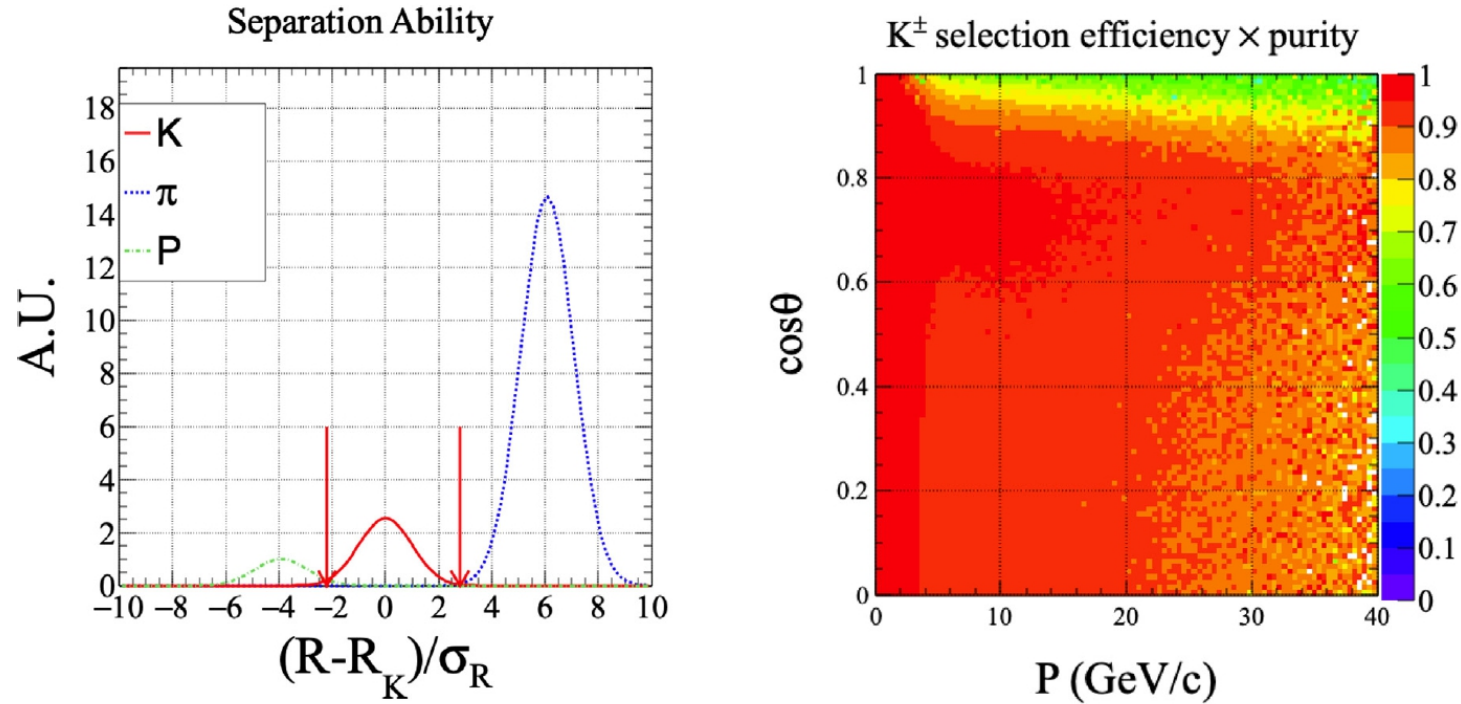 Separation Ability
18
16
14
12
10
8
6
4
2
0
K
π
P
A.U.
−10 −8 −6 −4 −2 0 2 4 6 8 10
(R-R_K)/σ_R
K± selection efficiency × purity
1
0.8
0.6
0.4
0.2
0
cosθ
0 10 20 30 40
P (GeV/c)
1
0.9
0.8
0.7
0.6
0.5
0.4
0.3
0.2
0.1
0